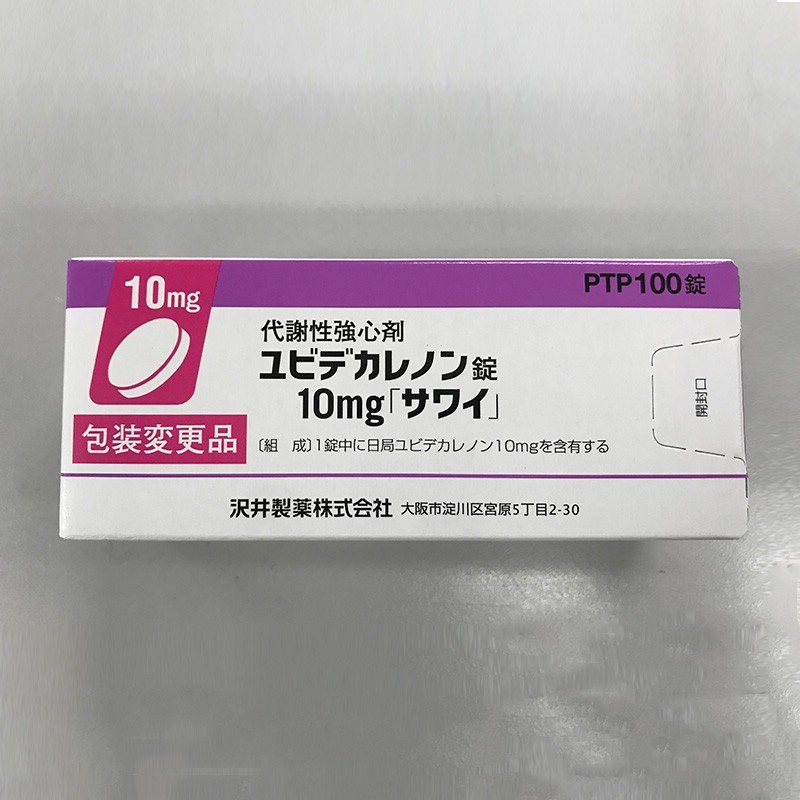 10mg
PTP100錠
代謝性強心剤
ユビデカレノン錠
10mg「サワイ」
開封口
包装変更品
〔組　成〕1錠中に日局ユビデカレノン10mgを含有する
沢井製薬株式会社 大阪市淀川区宮原5丁目2-30